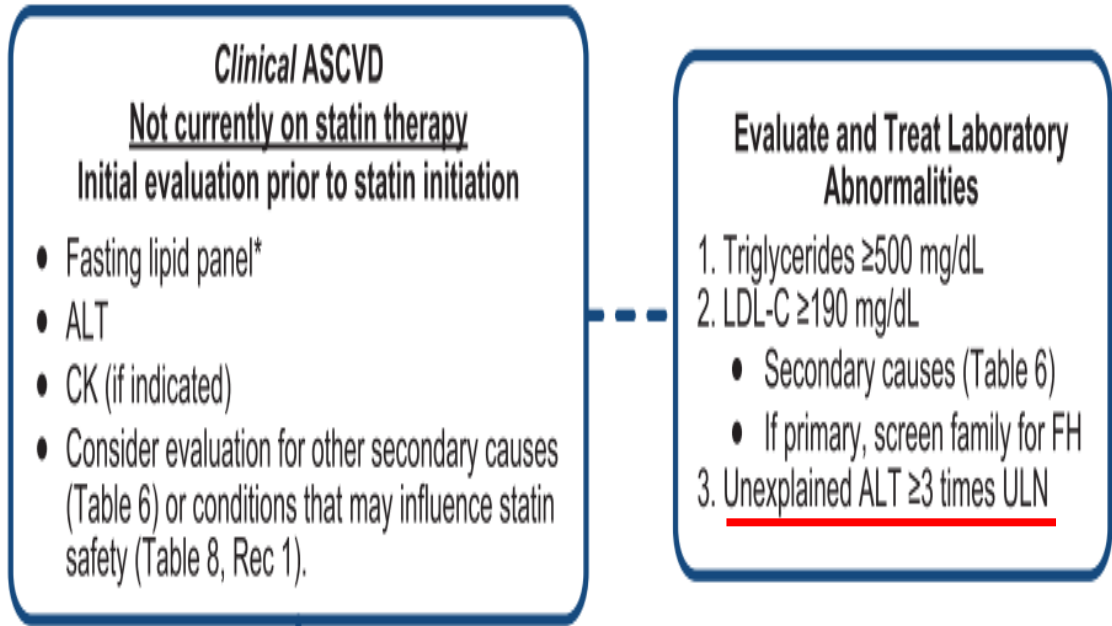 Clinical ASCVD
Not currently on statin therapy
Initial evaluation prior to statin initiation
• Fasting lipid panel*
• ALT
• CK (if indicated)
• Consider evaluation for other secondary causes
(Table 6) or conditions that may influence statin
safety (Table 8, Rec 1).
Evaluate and Treat Laboratory
Abnormalities
1. Triglycerides ≥500 mg/dL
2. LDL-C ≥190 mg/dL
• Secondary causes (Table 6)
• If primary, screen family for FH
3. Unexplained ALT ≥3 times ULN